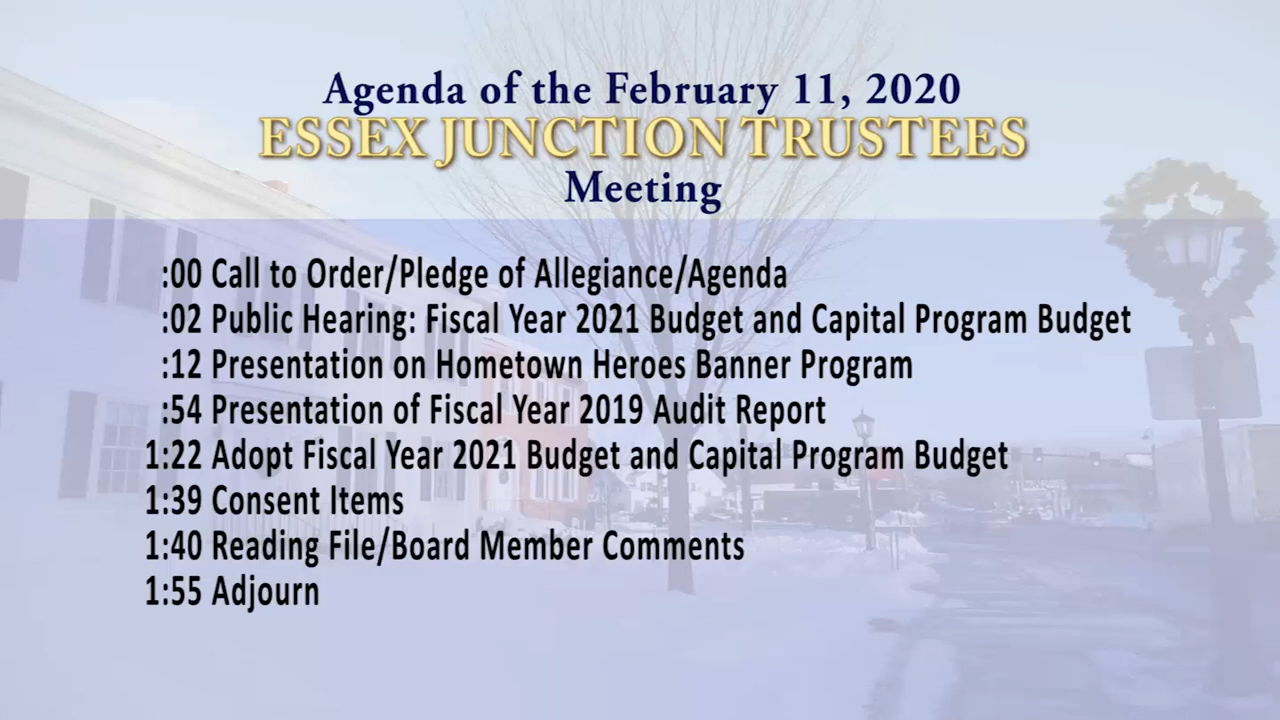 Agenda of the February 11, 2020
ESSEX JUNCTION TRUSTEES
Meeting
:00 Call to Order/Pledge of Allegiance/Agenda
:02 Public Hearing: Fiscal Year 2021 Budget and Capital Program Budget
:12 Presentation on Hometown Heroes Banner Program
:54 Presentation of Fiscal Year 2019 Audit Report
1:22 Adopt Fiscal Year 2021 Budget and Capital Program Budget
1:39 Consent Items
1:40 Reading File/Board Member Comments
1:55 Adjourn